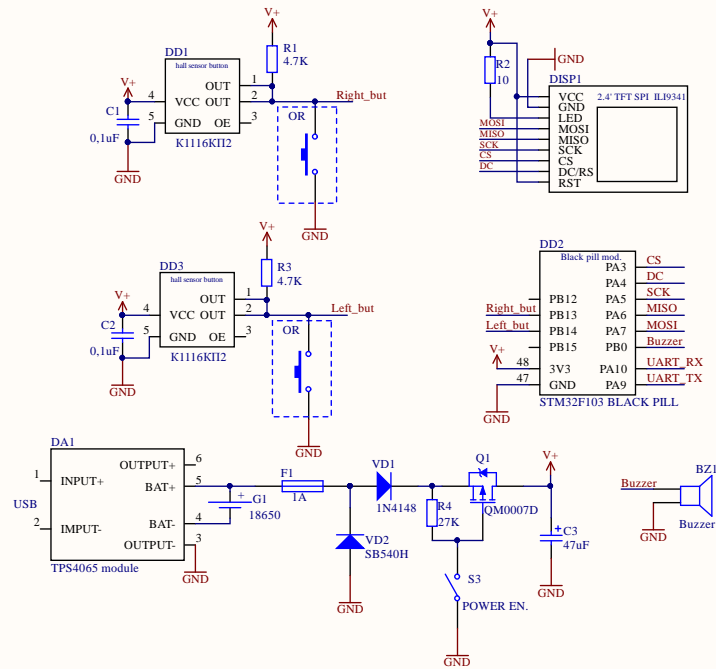 V+
R1
4.7K
DD1
hall sensor button
OUT
1
V+
4
VCC OUT
2
Right_but
C1
0,1uF
5
GND
OE
3
K1116КП2
OR
GND
GND
V+
R2
10
GND
DISP1
2.4' TFT SPI ILI9341
VCC
GND
LED
MOSI
MOSI
MISO
MISO
SCK
SCK
CS
CS
DC
DC/RS
RST
V+
R3
4.7K
DD3
hall sensor button
OUT
1
V+
4
VCC OUT
2
Left_but
C2
0,1uF
5
GND
OE
3
K1116КП2
OR
GND
GND
DD2
Black pill mod.
PA3
CS
PA4
DC
PB12
PA5
SCK
Right_but
PB13
PA6
MISO
Left_but
PB14
PA7
MOSI
PB15
PB0
Buzzer
V+
48
3V3
PA10
UART_RX
47
GND
PA9
UART_TX
GND
STM32F103 BLACK PILL
DA1
OUTPUT+
6
1
INPUT+
BAT+
5
USB
2
IMPUT-
BAT-
4
OUTPUT-
3
TPS4065 module
GND
+
G1
18650
F1
1A
VD1
1N4148
VD2
SB540H
GND
R4
27K
Q1
QM0007D
V+
+
C3
47uF
GND
S3
POWER EN.
GND
BZ1
Buzzer
GND
Buzzer